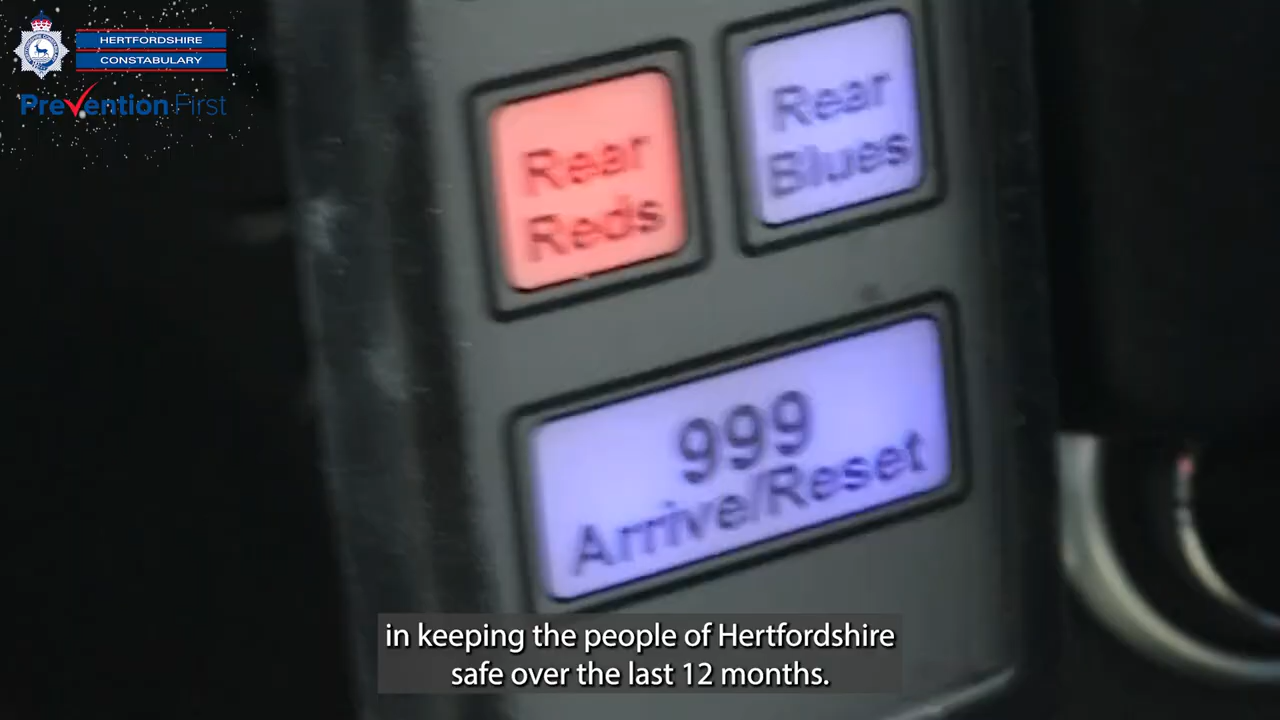 HERTFORDSHIRE
CONSTABULARY
Prevention First
Rear
Reds
Rear
Blues
999
Arrive/Reset
in keeping the people of Hertfordshire
safe over the last 12 months.